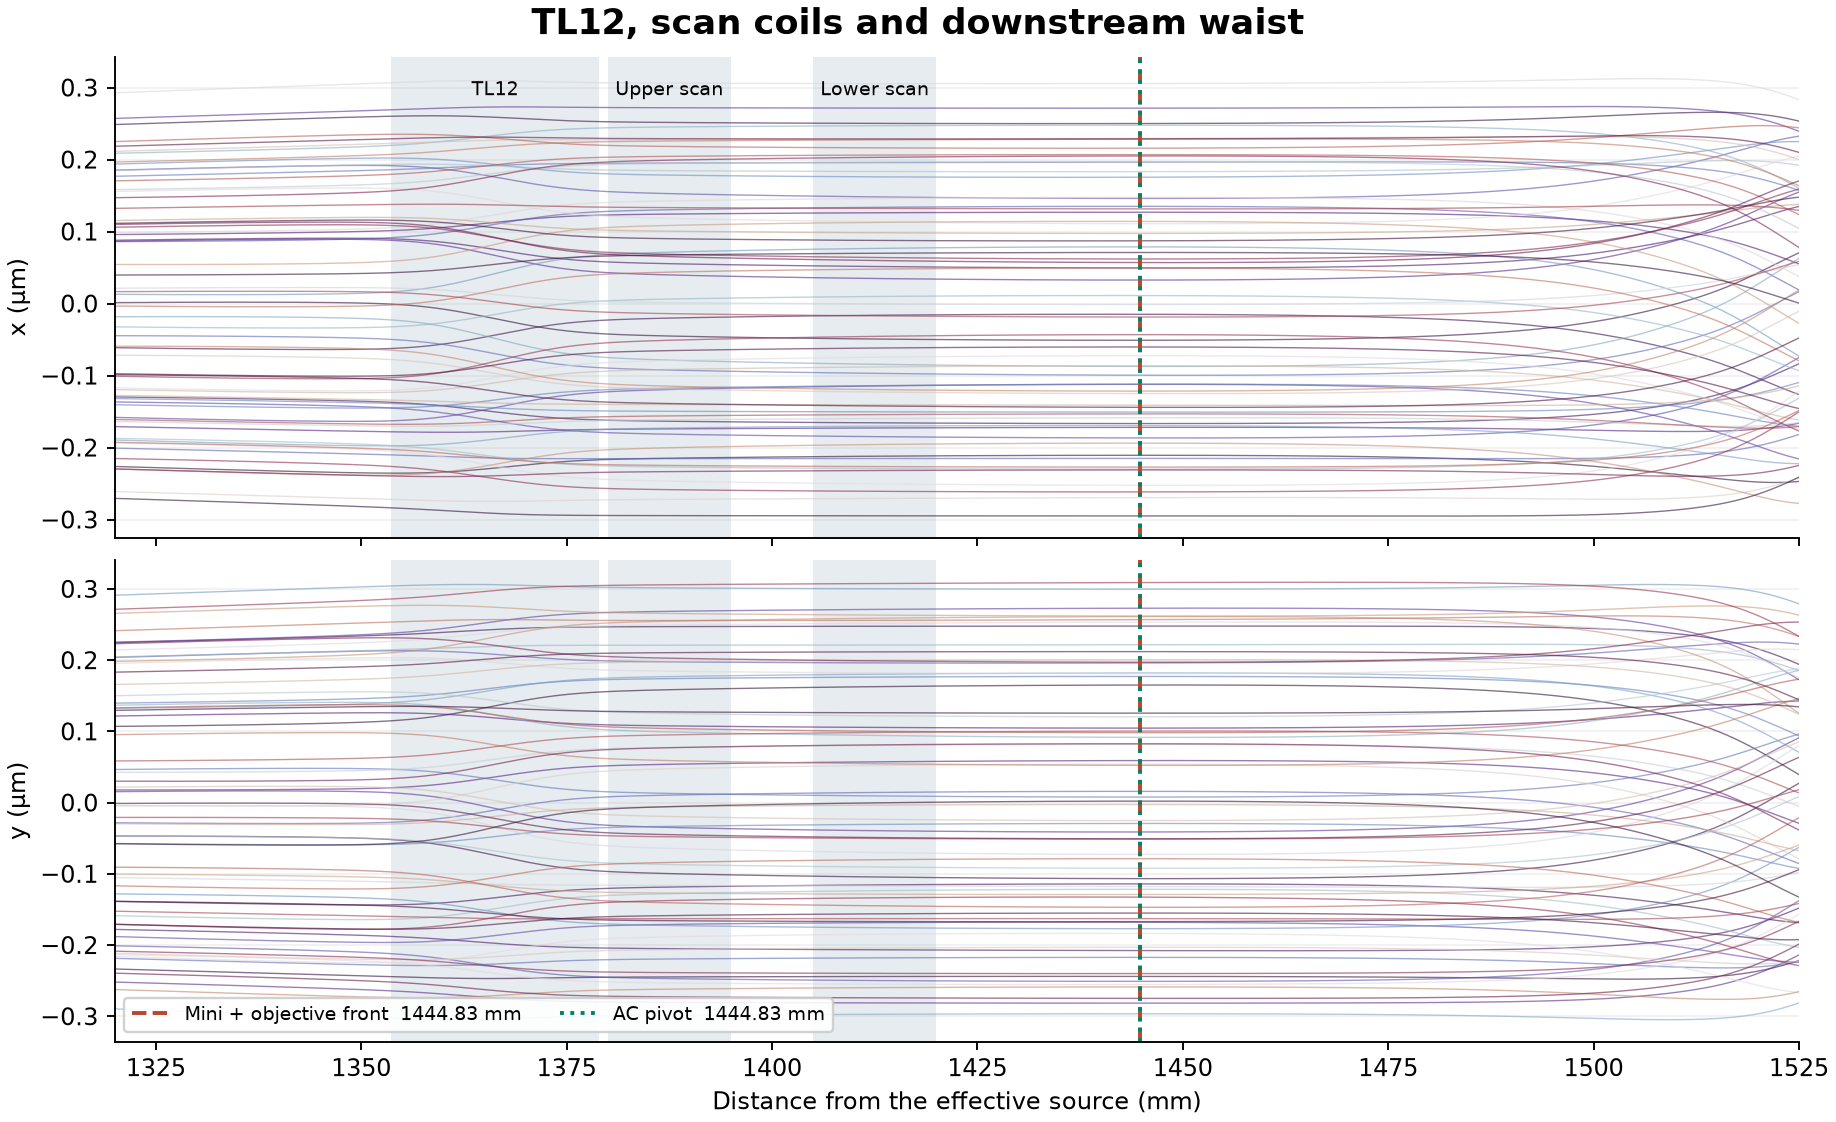 TL12, scan coils and downstream waist
TL12
Upper scan
Lower scan
0.3
0.2
0.1
0.0
−0.1
−0.2
−0.3
x (µm)
0.3
0.2
0.1
0.0
−0.1
−0.2
−0.3
y (µm)
Mini + objective front  1444.83 mm
AC pivot  1444.83 mm
1325
1350
1375
1400
1425
1450
1475
1500
1525
Distance from the effective source (mm)